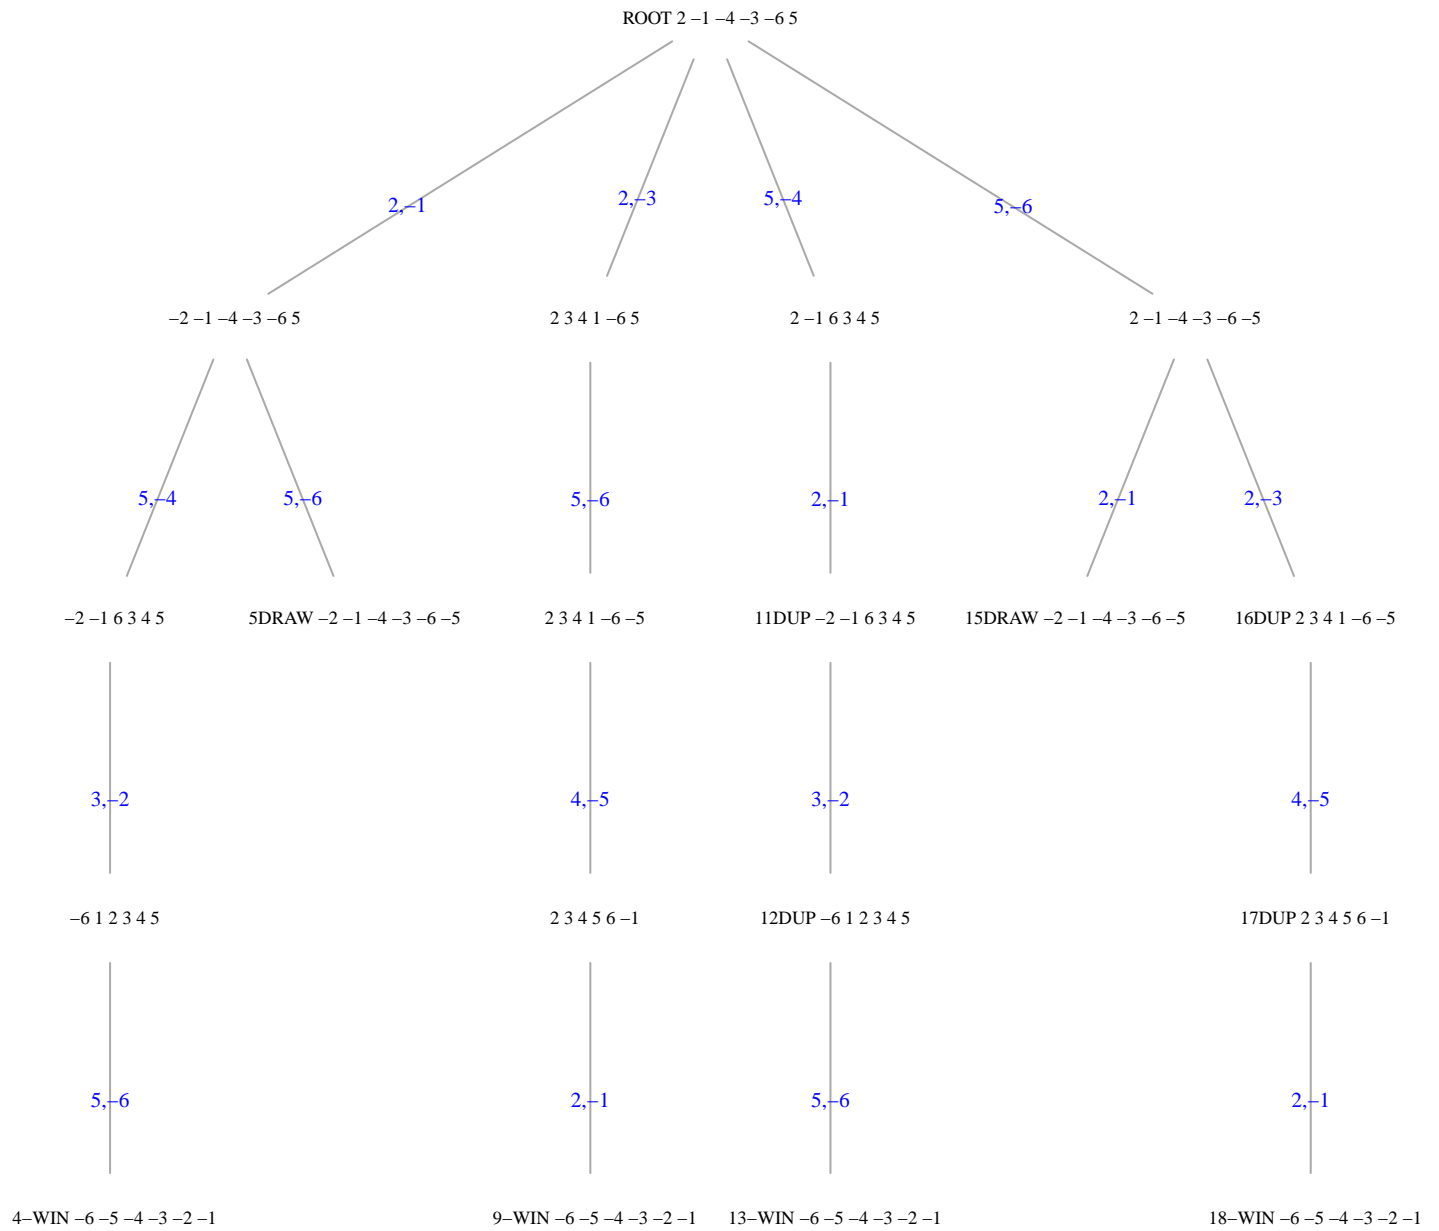 ROOT 2 –1 –4 –3 –6 5
2,–1
2,–3
5,–4
5,–6
–2 –1 –4 –3 –6 5
2 3 4 1 –6 5
2 –1 6 3 4 5
2 –1 –4 –3 –6 –5
5,–4
5,–6
5,–6
2,–1
2,–1
2,–3
–2 –1 6 3 4 5
5DRAW –2 –1 –4 –3 –6 –5
2 3 4 1 –6 –5
11DUP –2 –1 6 3 4 5
15DRAW –2 –1 –4 –3 –6 –5
16DUP 2 3 4 1 –6 –5
3,–2
4,–5
3,–2
4,–5
–6 1 2 3 4 5
2 3 4 5 6 –1
12DUP –6 1 2 3 4 5
17DUP 2 3 4 5 6 –1
5,–6
2,–1
5,–6
2,–1
4–WIN –6 –5 –4 –3 –2 –1
9–WIN –6 –5 –4 –3 –2 –1
13–WIN –6 –5 –4 –3 –2 –1
18–WIN –6 –5 –4 –3 –2 –1